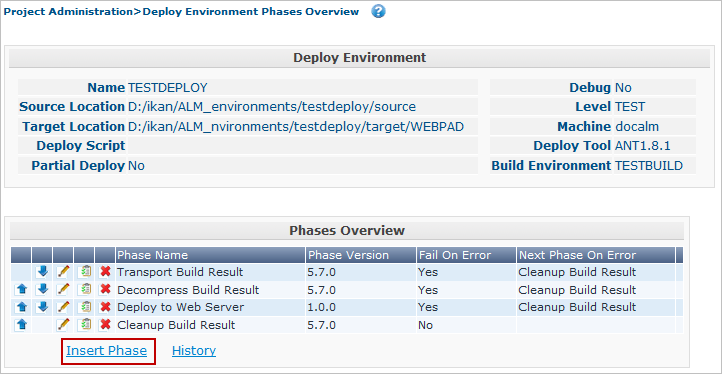 Project Administration>Deploy Environment Phases Overview ?
Deploy Environment
Name TESTDEPLOY Debug No
Source Location D:/ikan/ALM_environments/testdeploy/source Level TEST
Target Location D:/ikan/ALM_nvironments/testdeploy/target/WEBPAD Machine docalm
Deploy Script Deploy Tool ANT1.8.1
Partial Deploy No Build Environment TESTBUILD
Phases Overview
Phase Name Phase Version Fail On Error Next Phase On Error
Transport Build Result 5.7.0 Yes Cleanup Build Result
Decompress Build Result 5.7.0 Yes Cleanup Build Result
Deploy to Web Server 1.0.0 Yes Cleanup Build Result
Cleanup Build Result 5.7.0 No
Insert Phase History